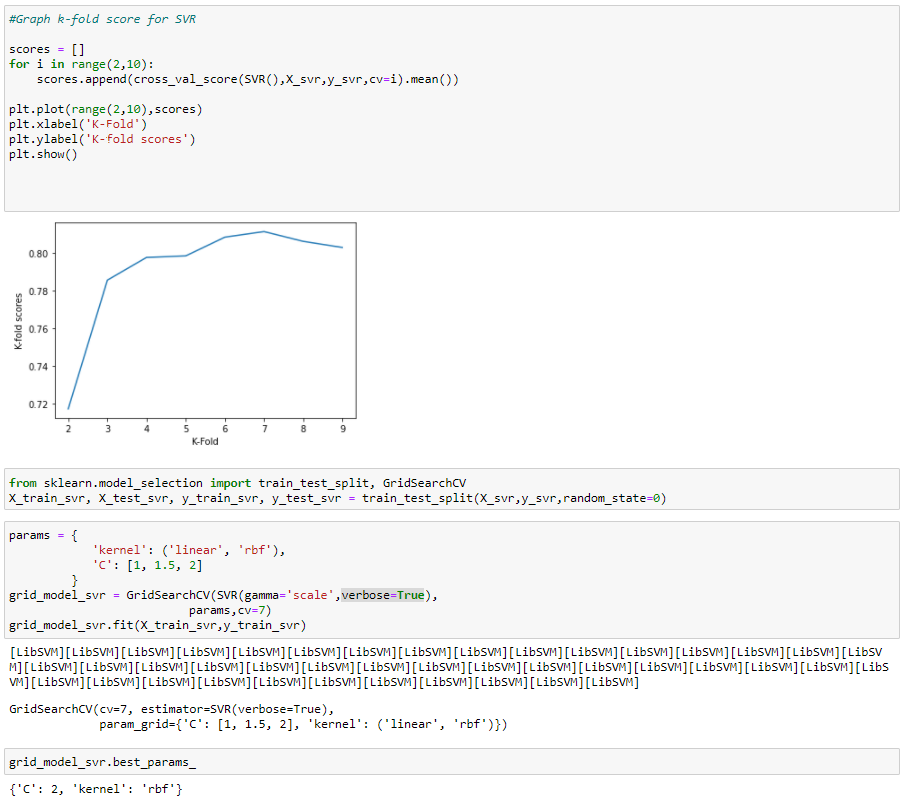 #Graph k-fold score for SVR
scores = []
for i in range(2,10):
    scores.append(cross_val_score(SVR(),X_svr,y_svr,cv=i).mean())
plt.plot(range(2,10),scores)
plt.xlabel('K-Fold')
plt.ylabel('K-fold scores')
plt.show()
0.80
0.78
0.76
0.74
0.72
K-fold scores
2 3 4 5 6 7 8 9
K-Fold
from sklearn.model_selection import train_test_split, GridSearchCV
X_train_svr, X_test_svr, y_train_svr, y_test_svr = train_test_split(X_svr,y_svr,random_state=0)
params = {
            'kernel': ('linear', 'rbf'),
            'C': [1, 1.5, 2]
         }
grid_model_svr = GridSearchCV(SVR(gamma='scale',verbose=True),
                          params,cv=7)
grid_model_svr.fit(X_train_svr,y_train_svr)
[LibSVM][LibSVM][LibSVM][LibSVM][LibSVM][LibSVM][LibSVM][LibSVM][LibSVM][LibSVM][LibSVM][LibSVM][LibSVM][LibSVM][LibSVM][LibSV
M][LibSVM][LibSVM][LibSVM][LibSVM][LibSVM][LibSVM][LibSVM][LibSVM][LibSVM][LibSVM][LibSVM][LibSVM][LibSVM][LibSVM][LibSVM][LibS
VM][LibSVM][LibSVM][LibSVM][LibSVM][LibSVM][LibSVM][LibSVM][LibSVM][LibSVM][LibSVM][LibSVM]
GridSearchCV(cv=7, estimator=SVR(verbose=True),
             param_grid={'C': [1, 1.5, 2], 'kernel': ('linear', 'rbf')})
grid_model_svr.best_params_
{'C': 2, 'kernel': 'rbf'}